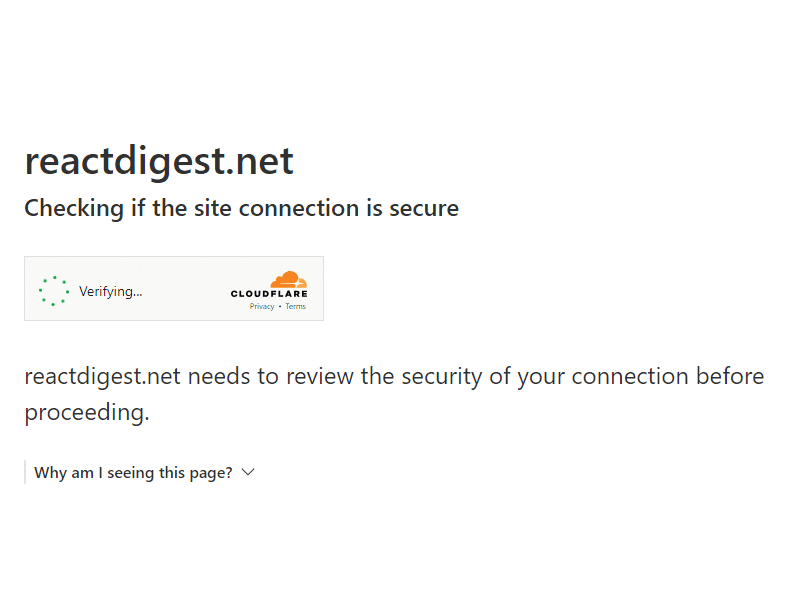 reactdigest.net
Checking if the site connection is secure
Verifying...
CLOUDFLARE
Privacy • Terms
reactdigest.net needs to review the security of your connection before
proceeding.
Why am I seeing this page?